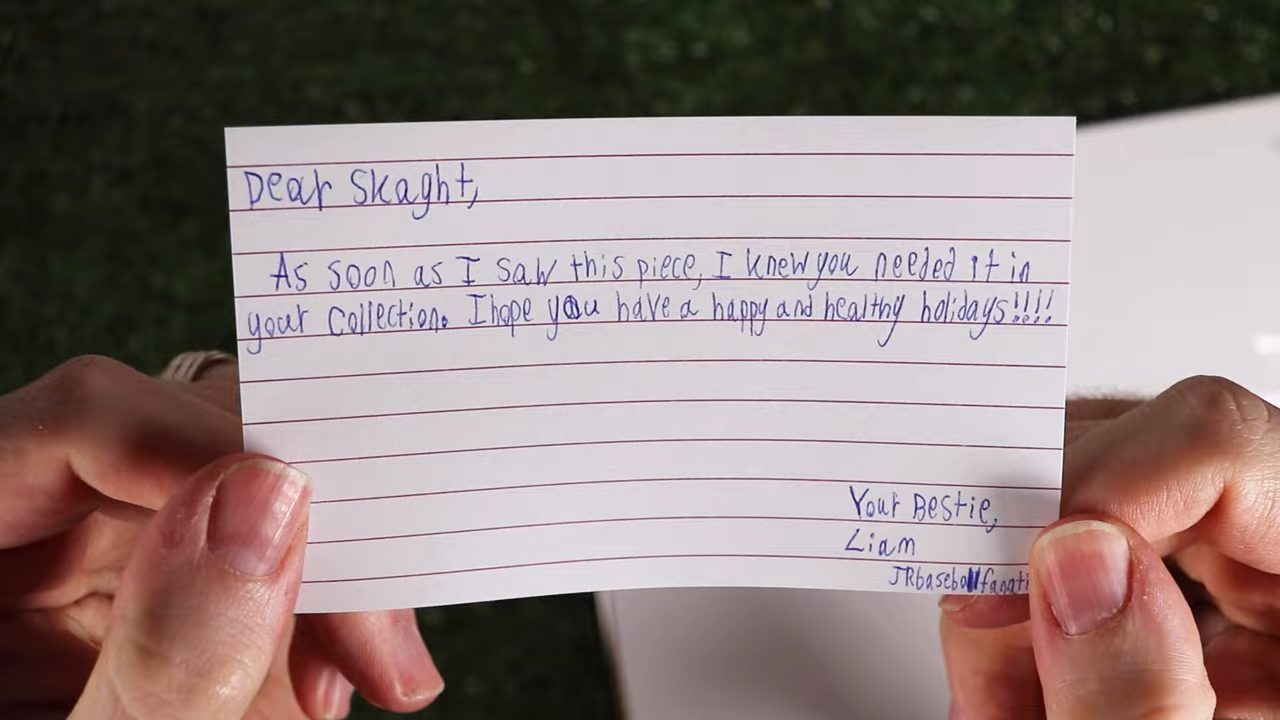 Dear Skaght,
As soon as I saw this piece, I knew you needed it in
your collection. I hope you have a happy and healthy holidays!!!!
Your Bestie,
Liam